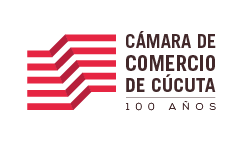 CÁMARA DE
COMERCIO
DE CÚCUTA
100 AÑOS